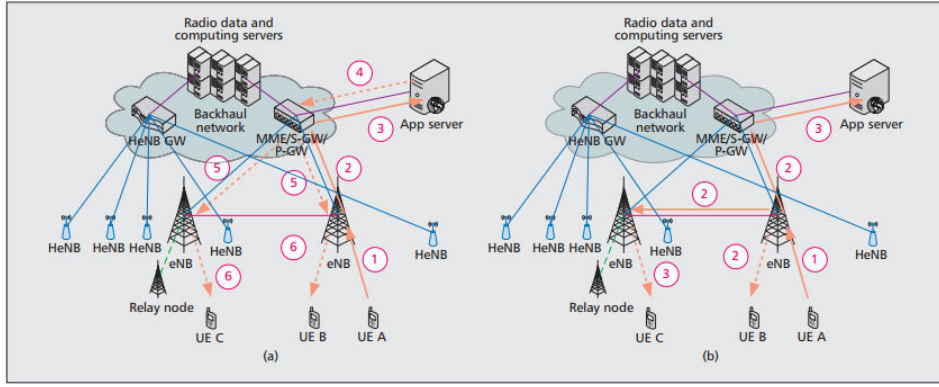 Radio data and
computing servers
4
Backhaul
network
HeNB GW
MME/S-GW/
P-GW
3
App server
5
5
2
HeNB
HeNB
HeNB
HeNB
eNB
6
6
eNB
1
HeNB
Relay node
UE C
UE B
UE A
(a)
Radio data and
computing servers
Backhaul
network
HeNB GW
MME/S-GW/
P-GW
3
App server
2
2
HeNB
HeNB
HeNB
HeNB
eNB
3
2
eNB
1
HeNB
Relay node
UE C
UE B
UE A
(b)